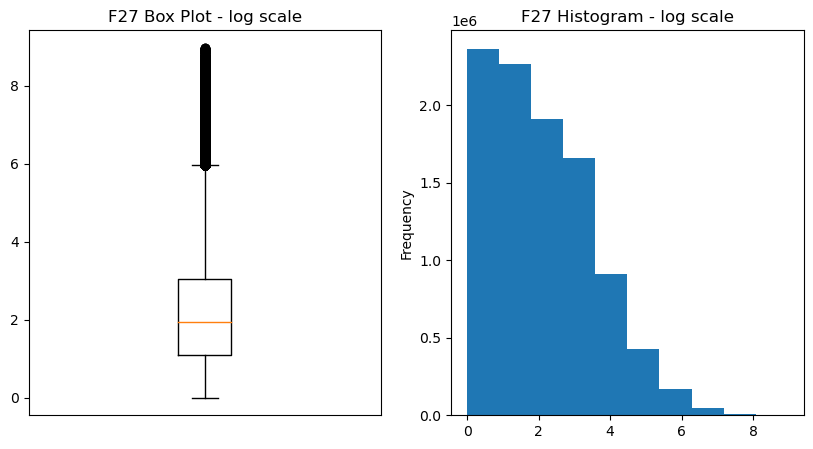 F27 Box Plot - log scale
8
6
4
2
0
F27 Histogram - log scale
1e6
Frequency
2.0
1.5
1.0
0.5
0.0
0 2 4 6 8